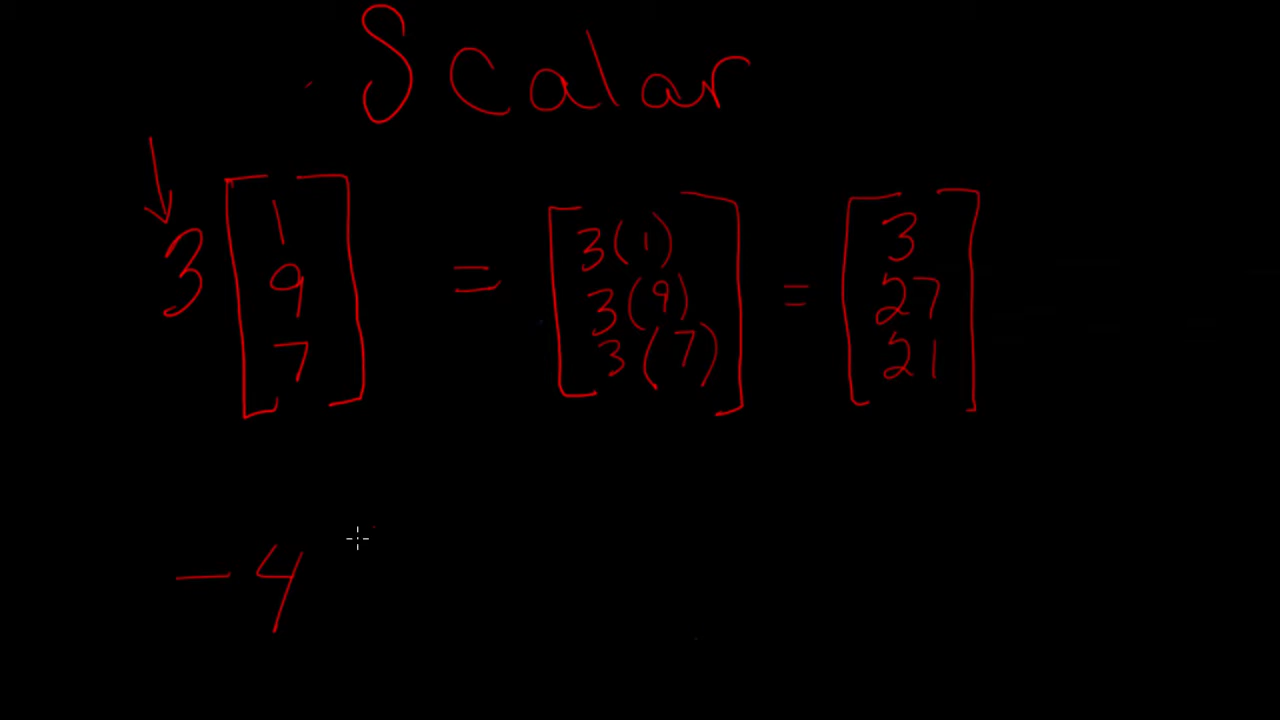 Scalar
3 [1 9 7] = [3(1) 3(9) 3(7)] = [3 27 21]
-4